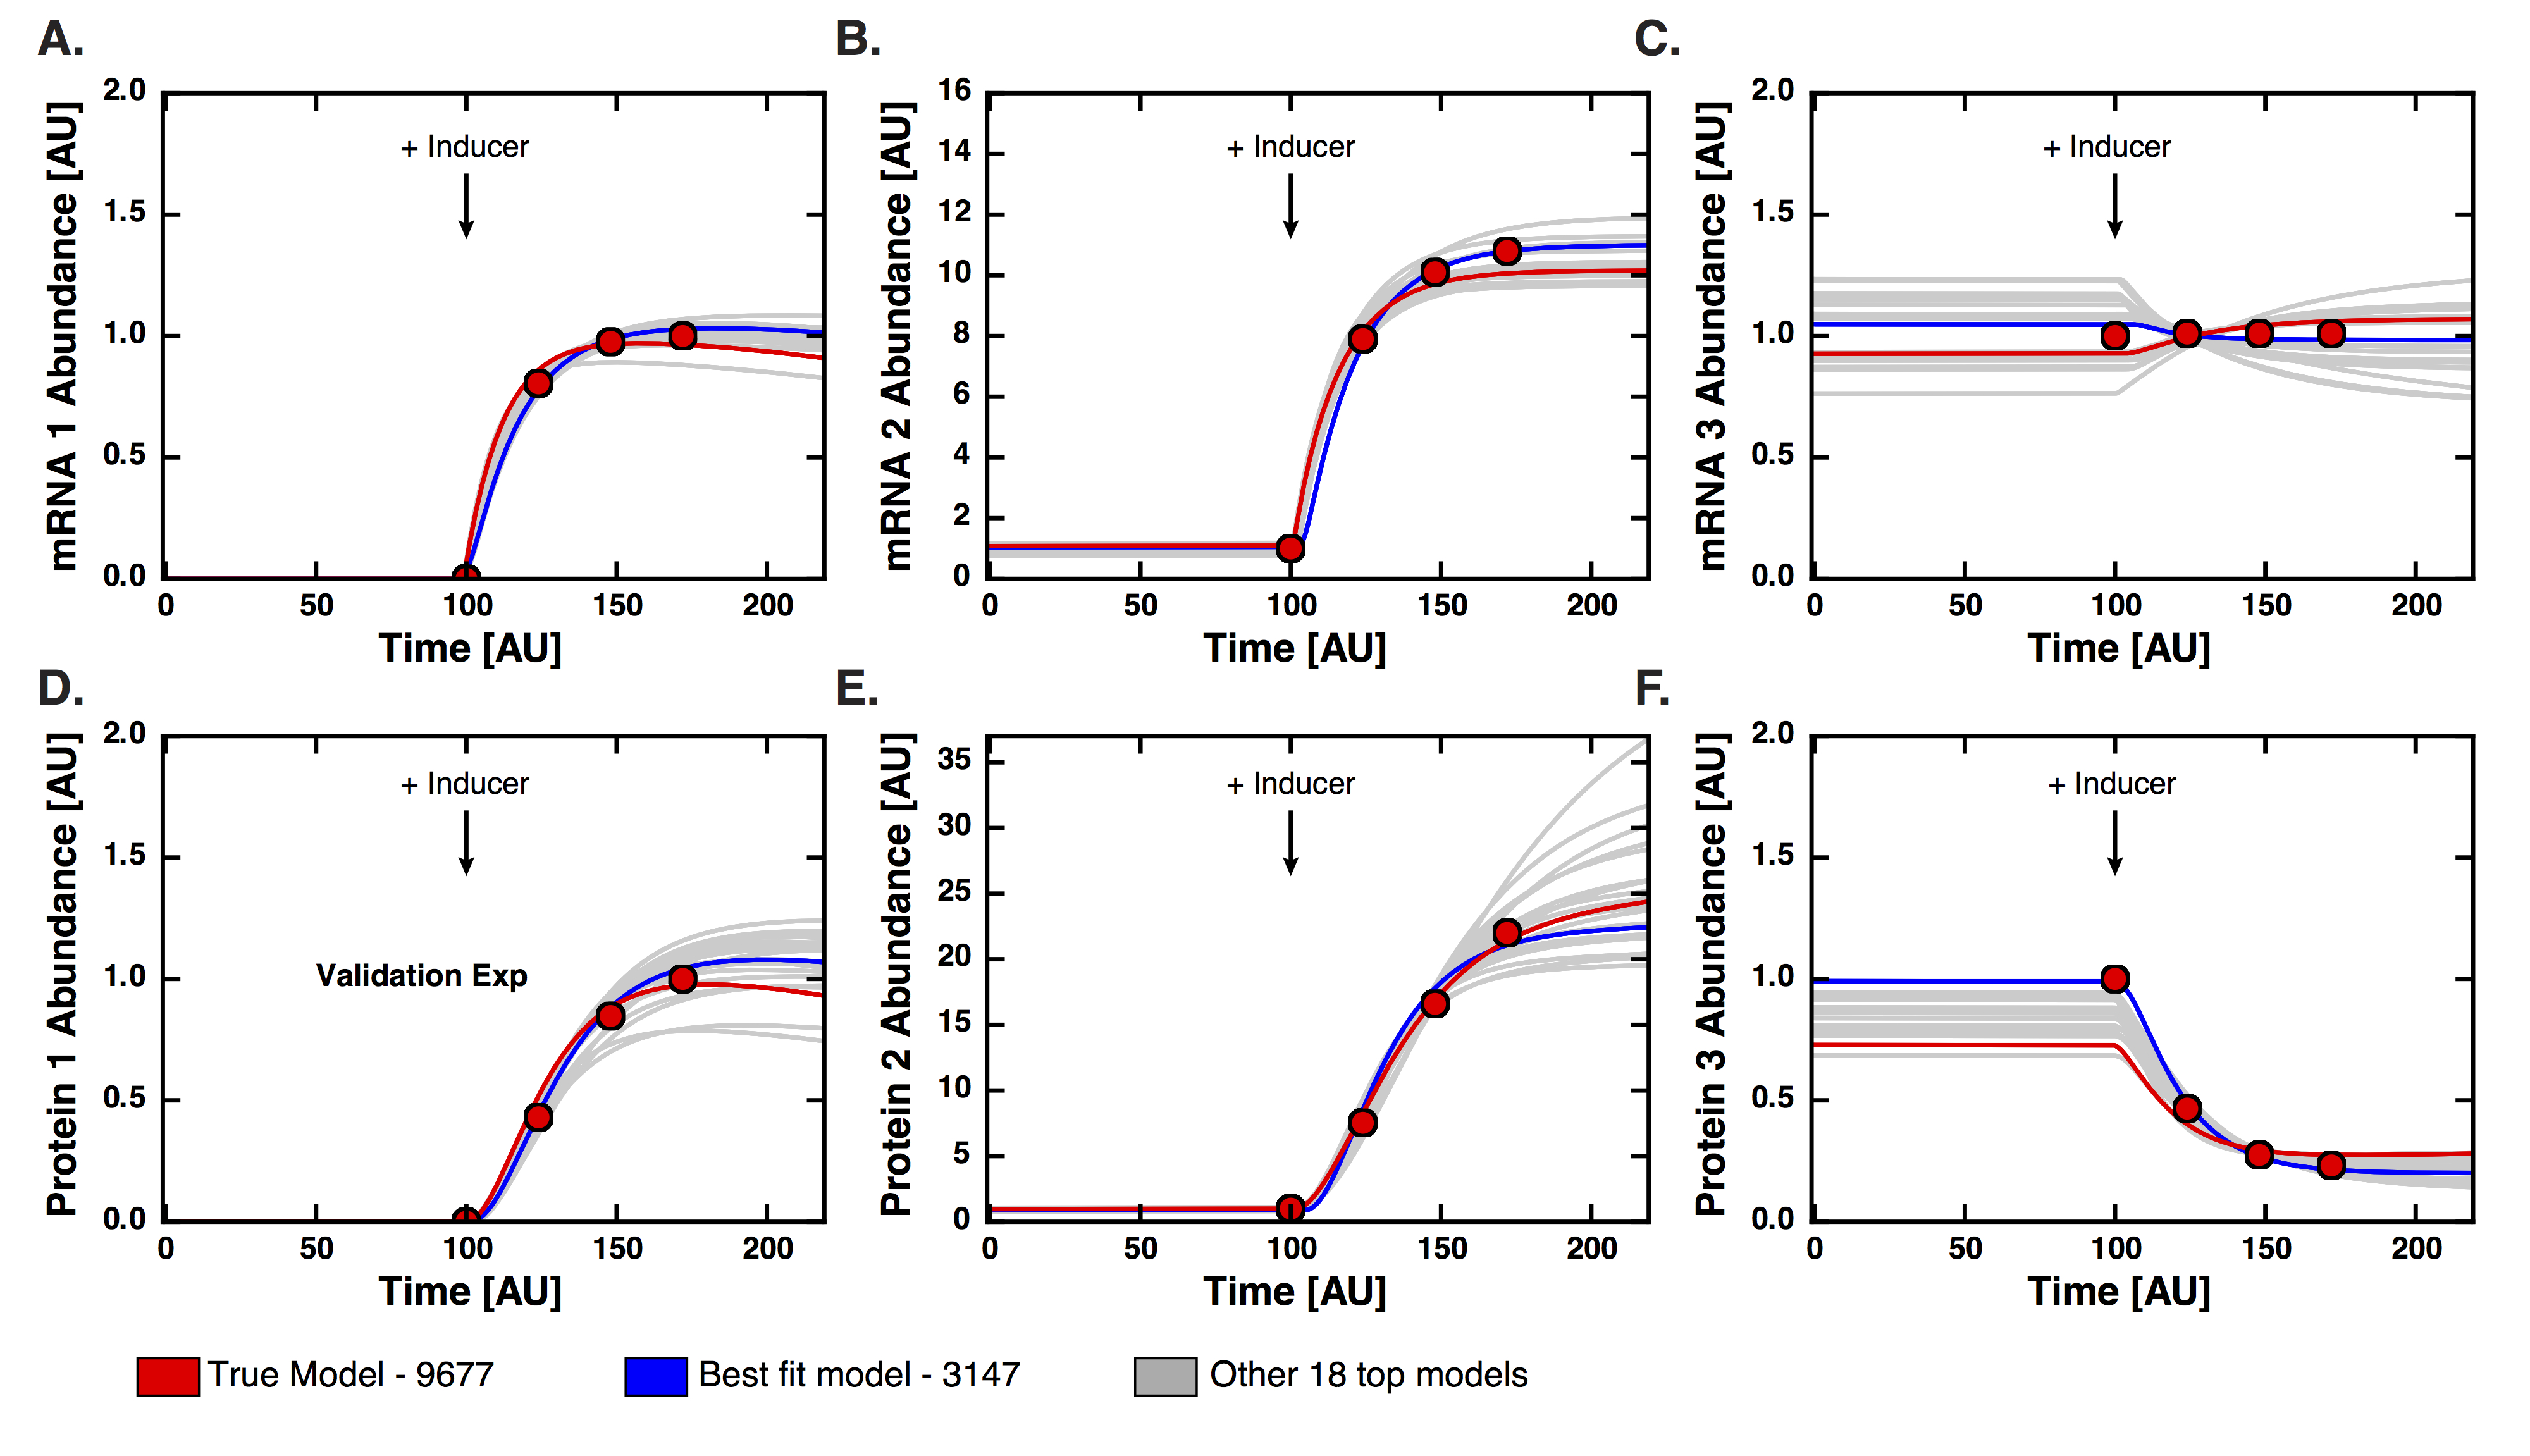 A.
mRNA 1 Abundance [AU]
2.0
1.5
1.0
0.5
0.0
+ Inducer
0 50 100 150 200
Time [AU]
B.
mRNA 2 Abundance [AU]
16
14
12
10
8
6
4
2
0
+ Inducer
0 50 100 150 200
Time [AU]
C.
mRNA 3 Abundance [AU]
2.0
1.5
1.0
0.5
0.0
+ Inducer
0 50 100 150 200
Time [AU]
D.
Protein 1 Abundance [AU]
2.0
1.5
1.0
0.5
0.0
+ Inducer
Validation Exp
0 50 100 150 200
Time [AU]
E.
Protein 2 Abundance [AU]
35
30
25
20
15
10
5
0
+ Inducer
0 50 100 150 200
Time [AU]
F.
Protein 3 Abundance [AU]
2.0
1.5
1.0
0.5
0.0
+ Inducer
0 50 100 150 200
Time [AU]
True Model - 9677
Best fit model - 3147
Other 18 top models